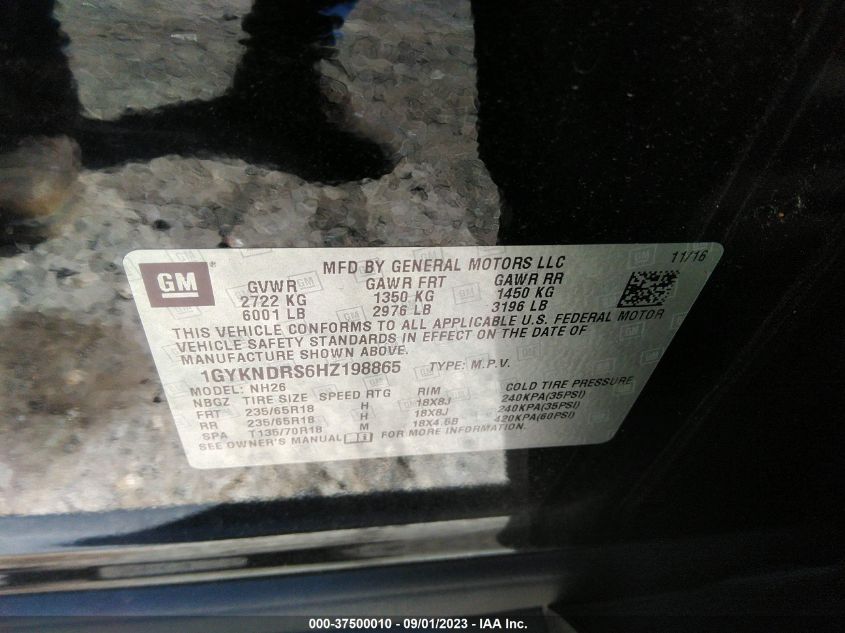 GM
®
MFD BY GENERAL MOTORS LLC
11/16
GVWR GAWR FRT GAWR RR
2722 KG 1350 KG 1450 KG
6001 LB 2976 LB 3196 LB
THIS VEHICLE CONFORMS TO ALL APPLICABLE U.S. FEDERAL MOTOR
VEHICLE SAFETY STANDARDS IN EFFECT ON THE DATE OF
MANUFACTURE SHOWN ABOVE.
1GYKNDRS6HZ198865 TYPE: M.P.V.
MODEL: NH26
NBGZ TIRE SIZE SPEED RTG RIM COLD TIRE PRESSURE
FRT 235/65R18 H 18X8J 240KPA(35PSI)
RR 235/65R18 H 18X8J 240KPA(35PSI)
SPA T135/70R18 M 18X4.5B 420KPA(60PSI)
SEE OWNER'S MANUAL FOR MORE INFORMATION.
000-37500010 - 09/01/2023 - IAA Inc.